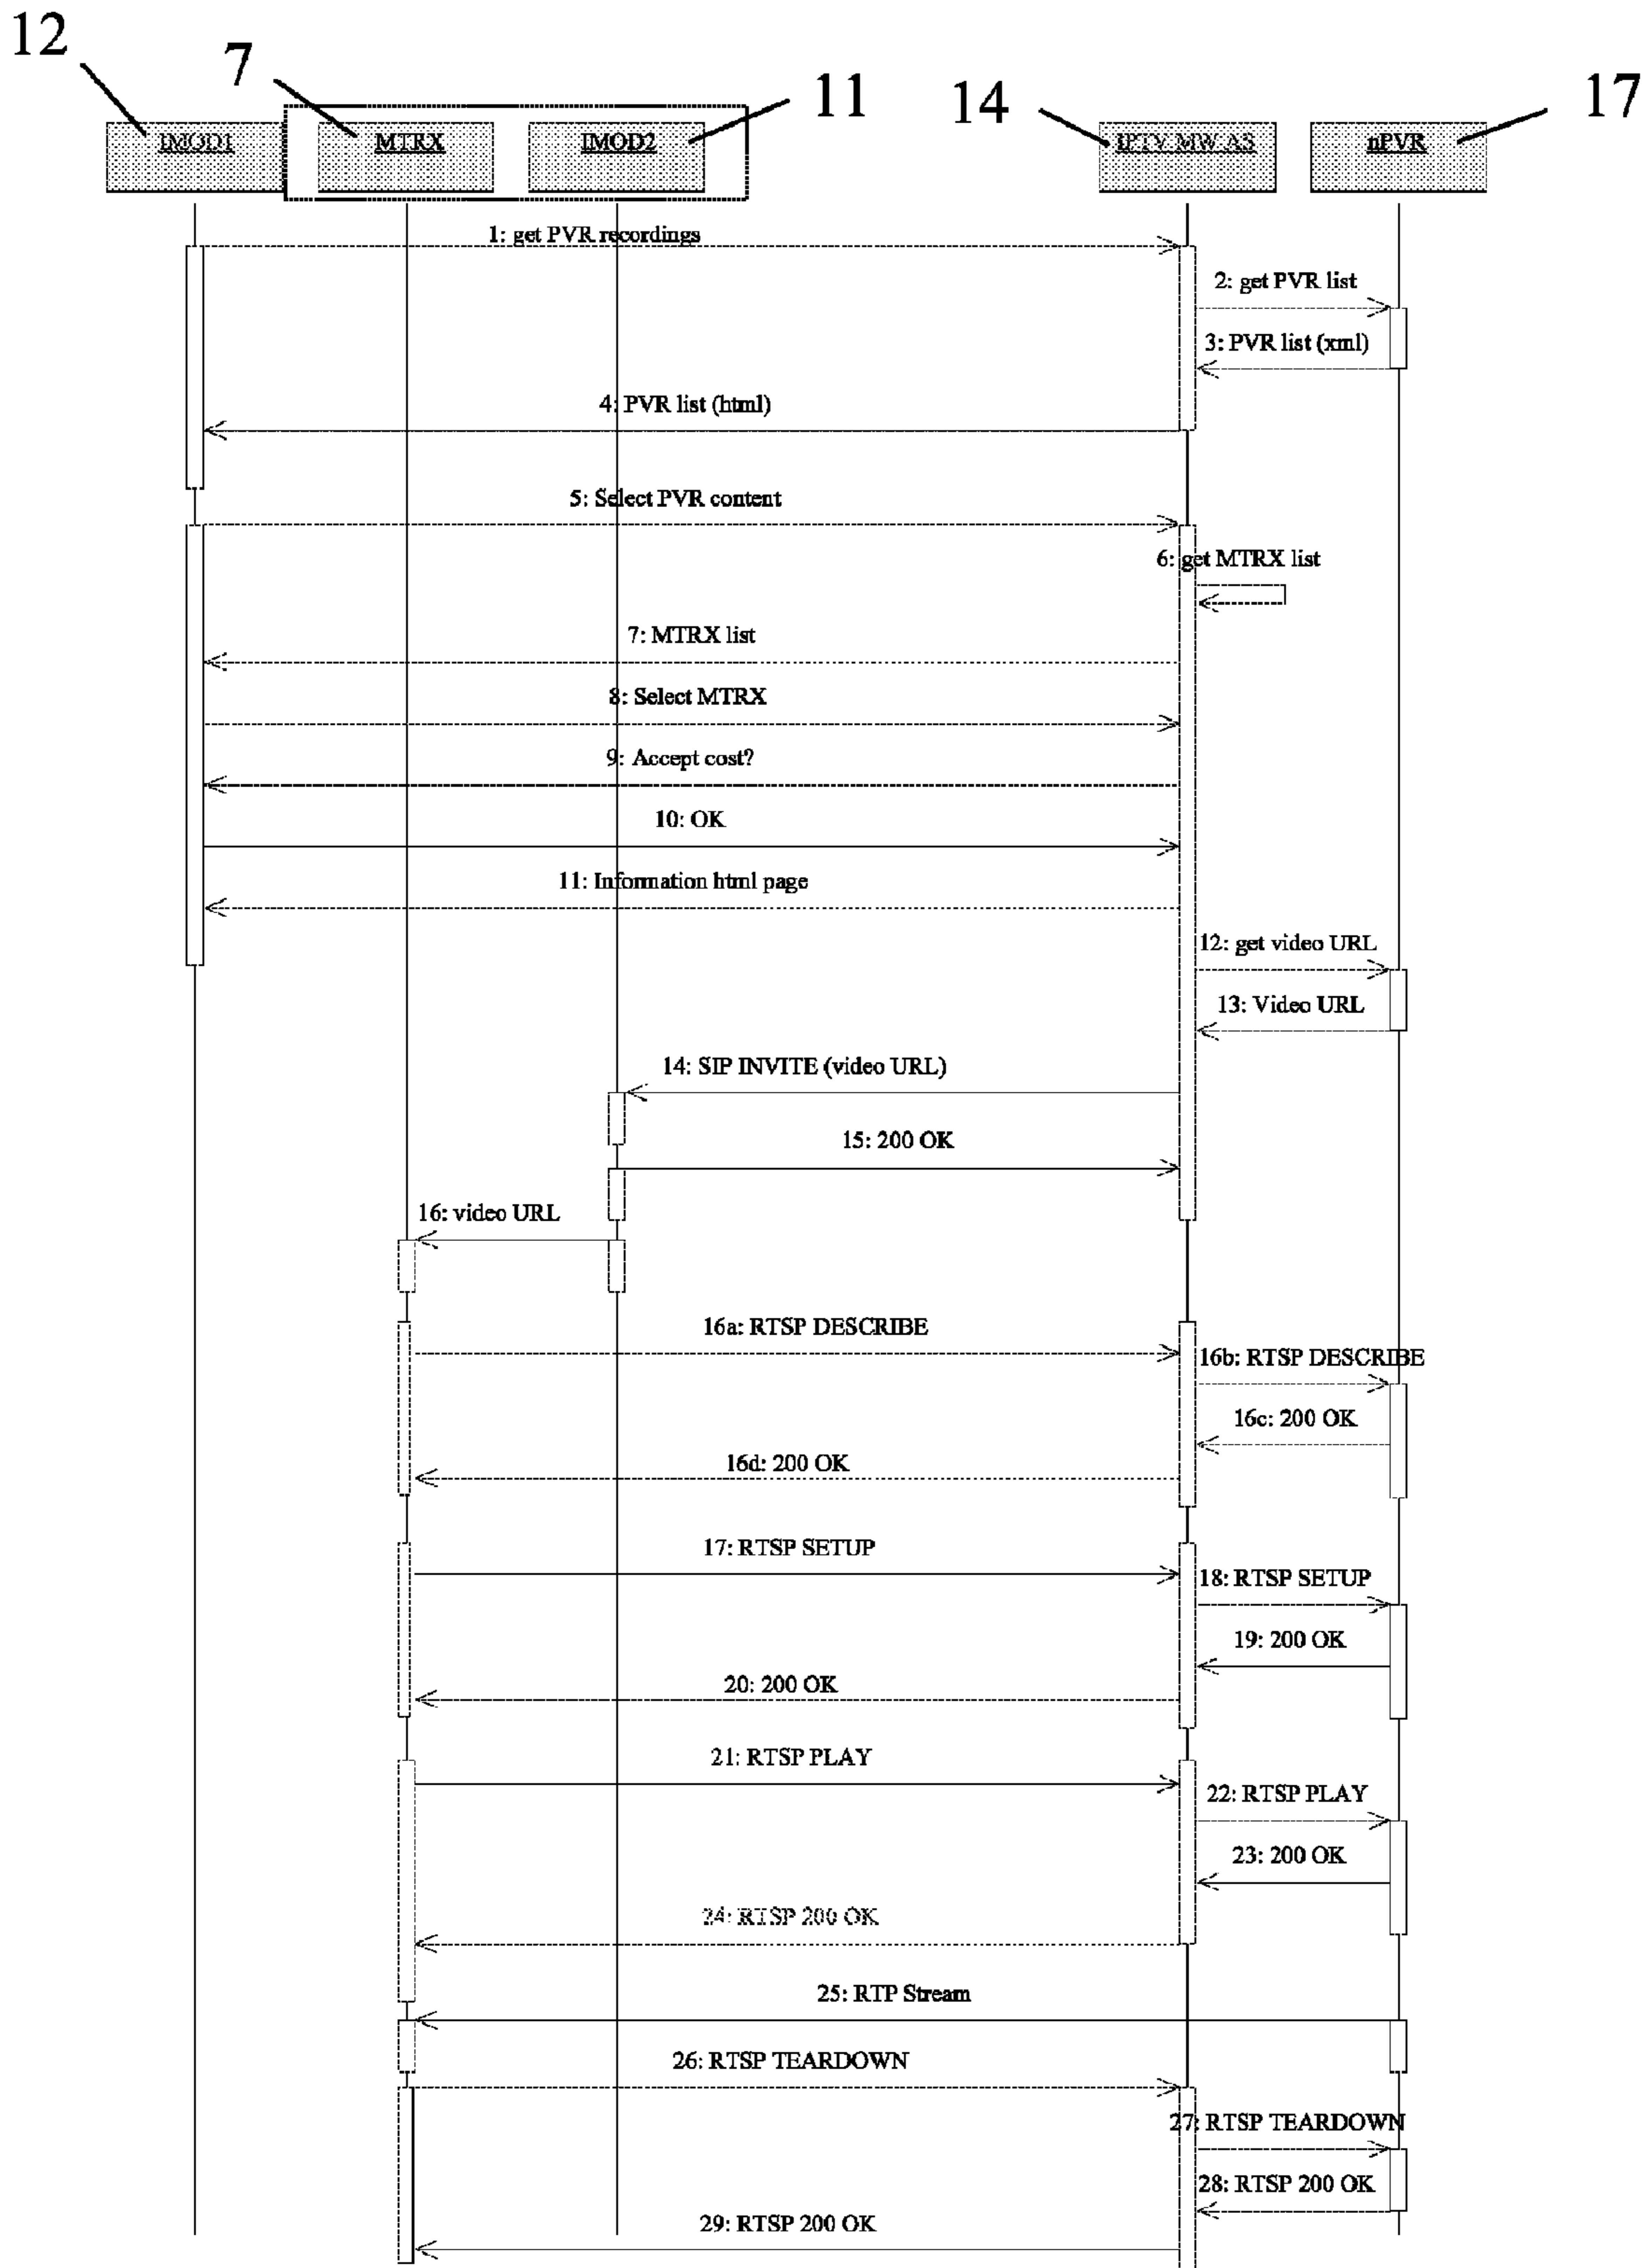 12
7
11
14
17
IMOD1
MTRX
IMOD2
IPTV MW AS
nPVR
1: get PVR recordings
2: get PVR list
3: PVR list (xml)
4: PVR list (html)
5: Select PVR content
6: get MTRX list
7: MTRX list
8: Select MTRX
9: Accept cost?
10: OK
11: Information html page
12: get video URL
13: Video URL
14: SIP INVITE (video URL)
15: 200 OK
16: video URL
16a: RTSP DESCRIBE
16b: RTSP DESCRIBE
16c: 200 OK
16d: 200 OK
17: RTSP SETUP
18: RTSP SETUP
19: 200 OK
20: 200 OK
21: RTSP PLAY
22: RTSP PLAY
23: 200 OK
24: RTSP 200 OK
25: RTP Stream
26: RTSP TEARDOWN
27: RTSP TEARDOWN
28: RTSP 200 OK
29: RTSP 200 OK